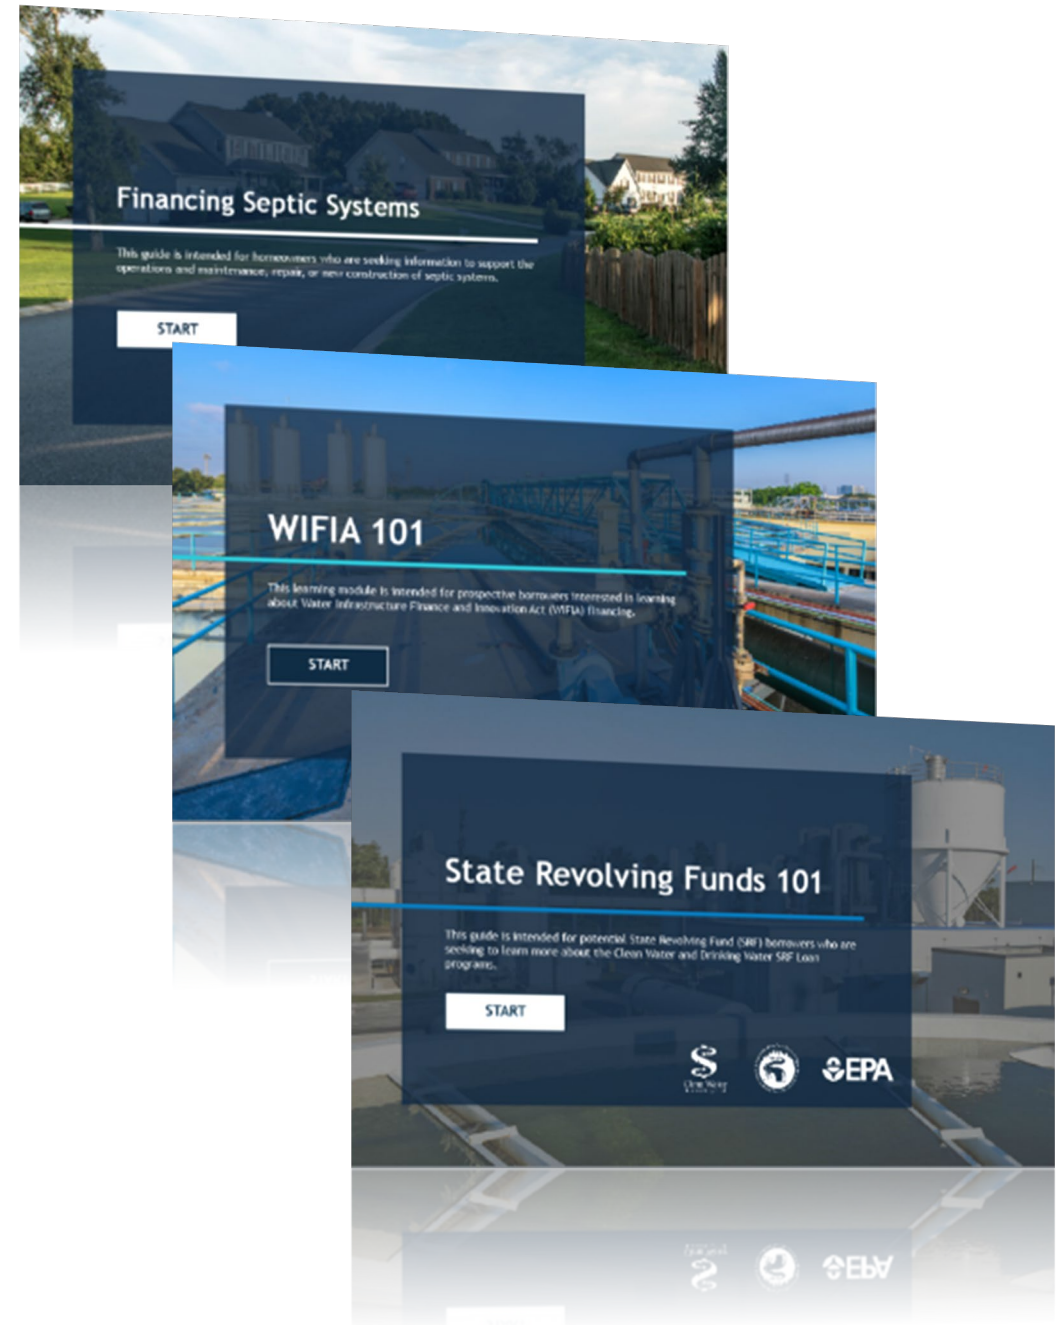 Financing Septic Systems
This guide is intended for homeowners who are seeking information to support the
operations and maintenance, repair, or new construction of septic systems.
START
WIFIA 101
This learning module is intended for prospective borrowers interested in learning
about Water Infrastructure Finance and Innovation Act (WIFIA) financing.
START
State Revolving Funds 101
This guide is intended for potential State Revolving Fund (SRF) borrowers who are
seeking to learn more about the Clean Water and Drinking Water SRF Loan
programs.
START
Clean Water
EPA